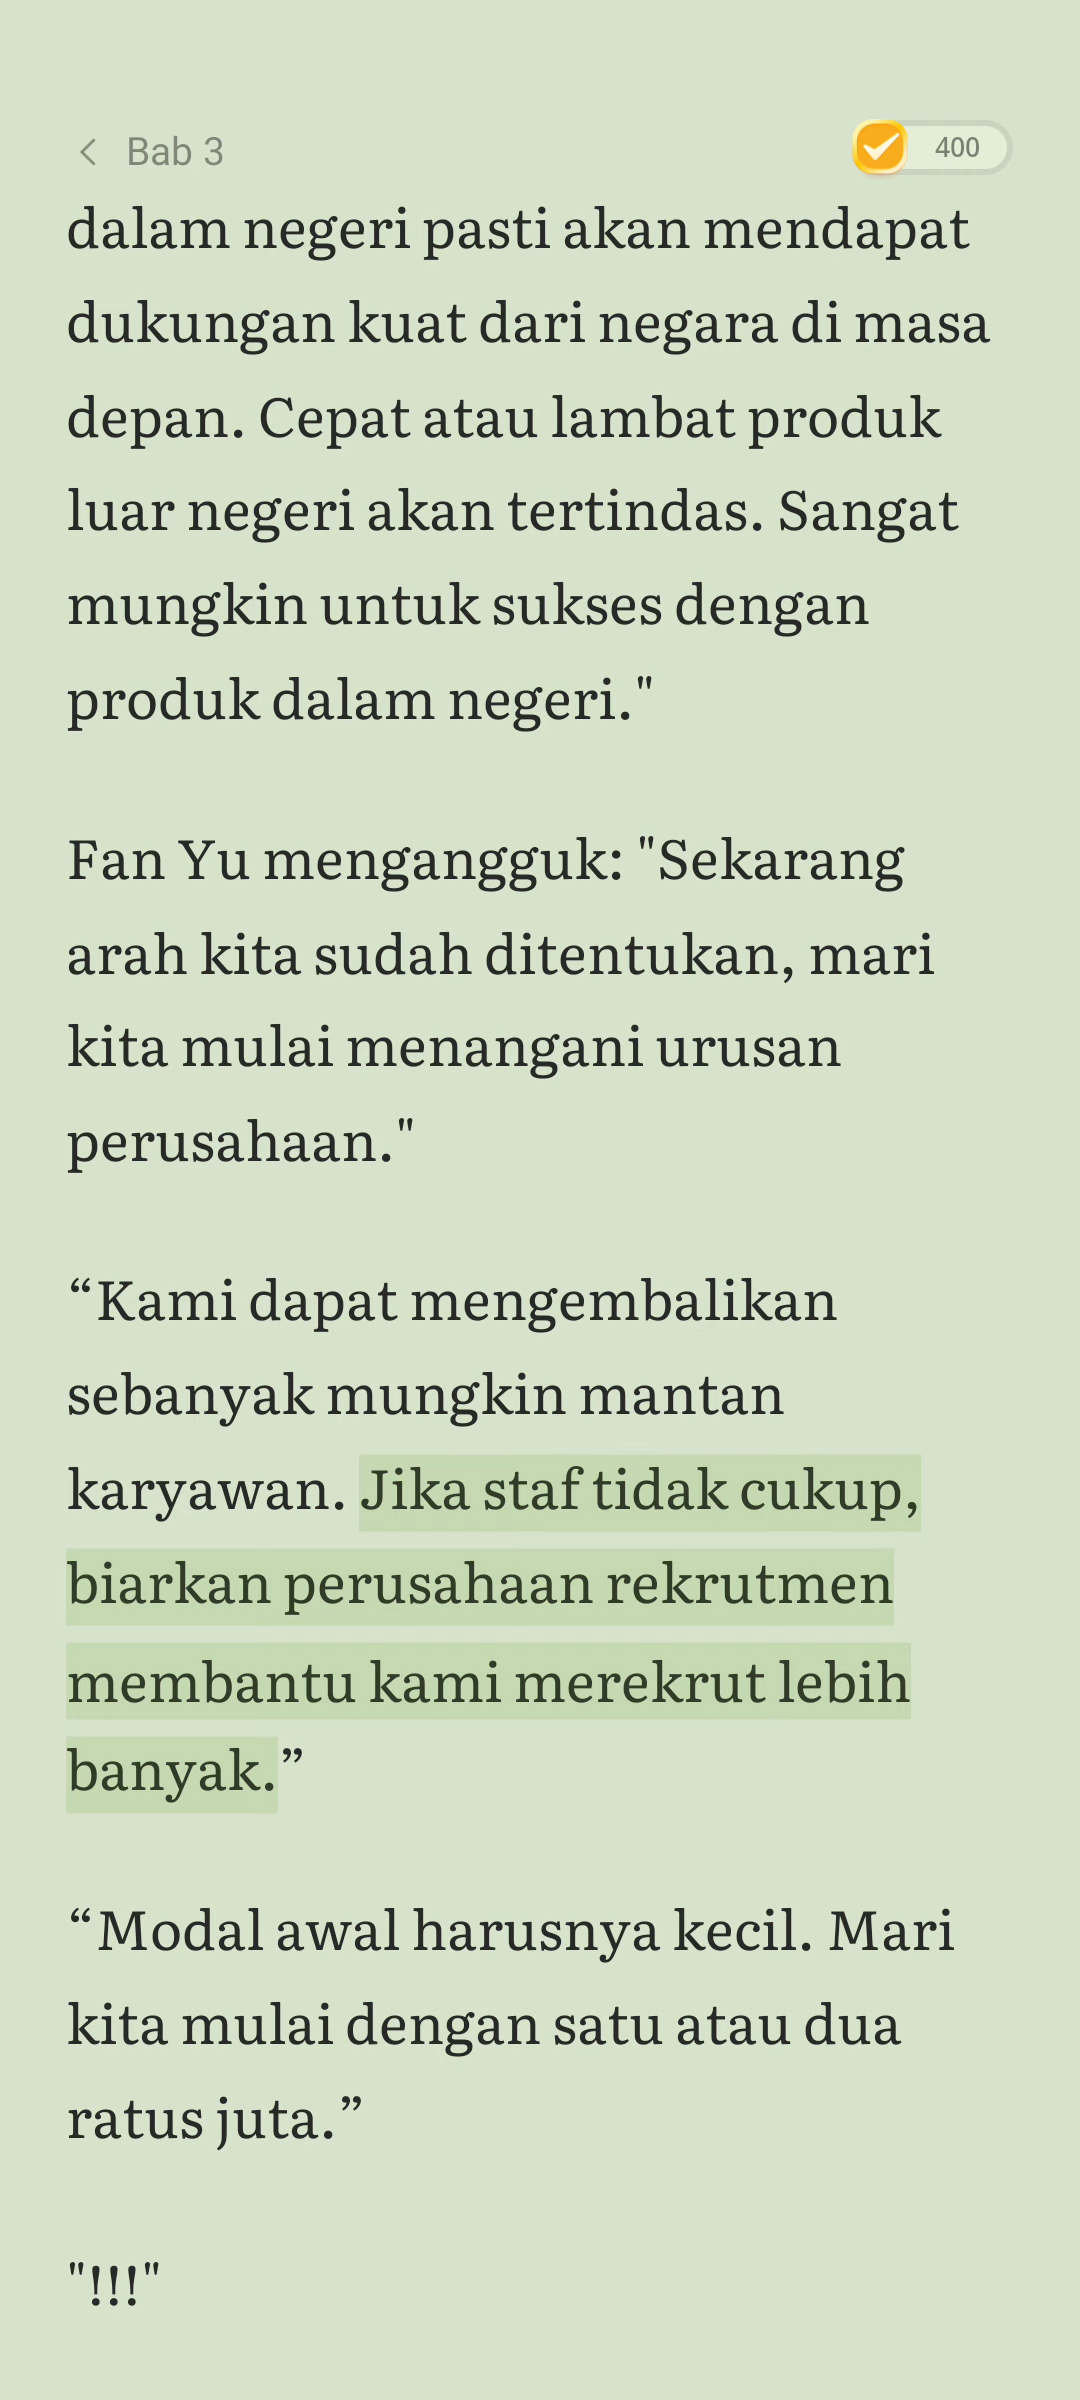 Bab 3
400
dalam negeri pasti akan mendapat
dukungan kuat dari negara di masa
depan. Cepat atau lambat produk
luar negeri akan tertindas. Sangat
mungkin untuk sukses dengan
produk dalam negeri."
Fan Yu mengangguk: "Sekarang
arah kita sudah ditentukan, mari
kita mulai menangani urusan
perusahaan."
“Kami dapat mengembalikan
sebanyak mungkin mantan
karyawan. Jika staf tidak cukup,
biarkan perusahaan rekrutmen
membantu kami merekrut lebih
banyak.”
“Modal awal harusnya kecil. Mari
kita mulai dengan satu atau dua
ratus juta.”
"!!!"